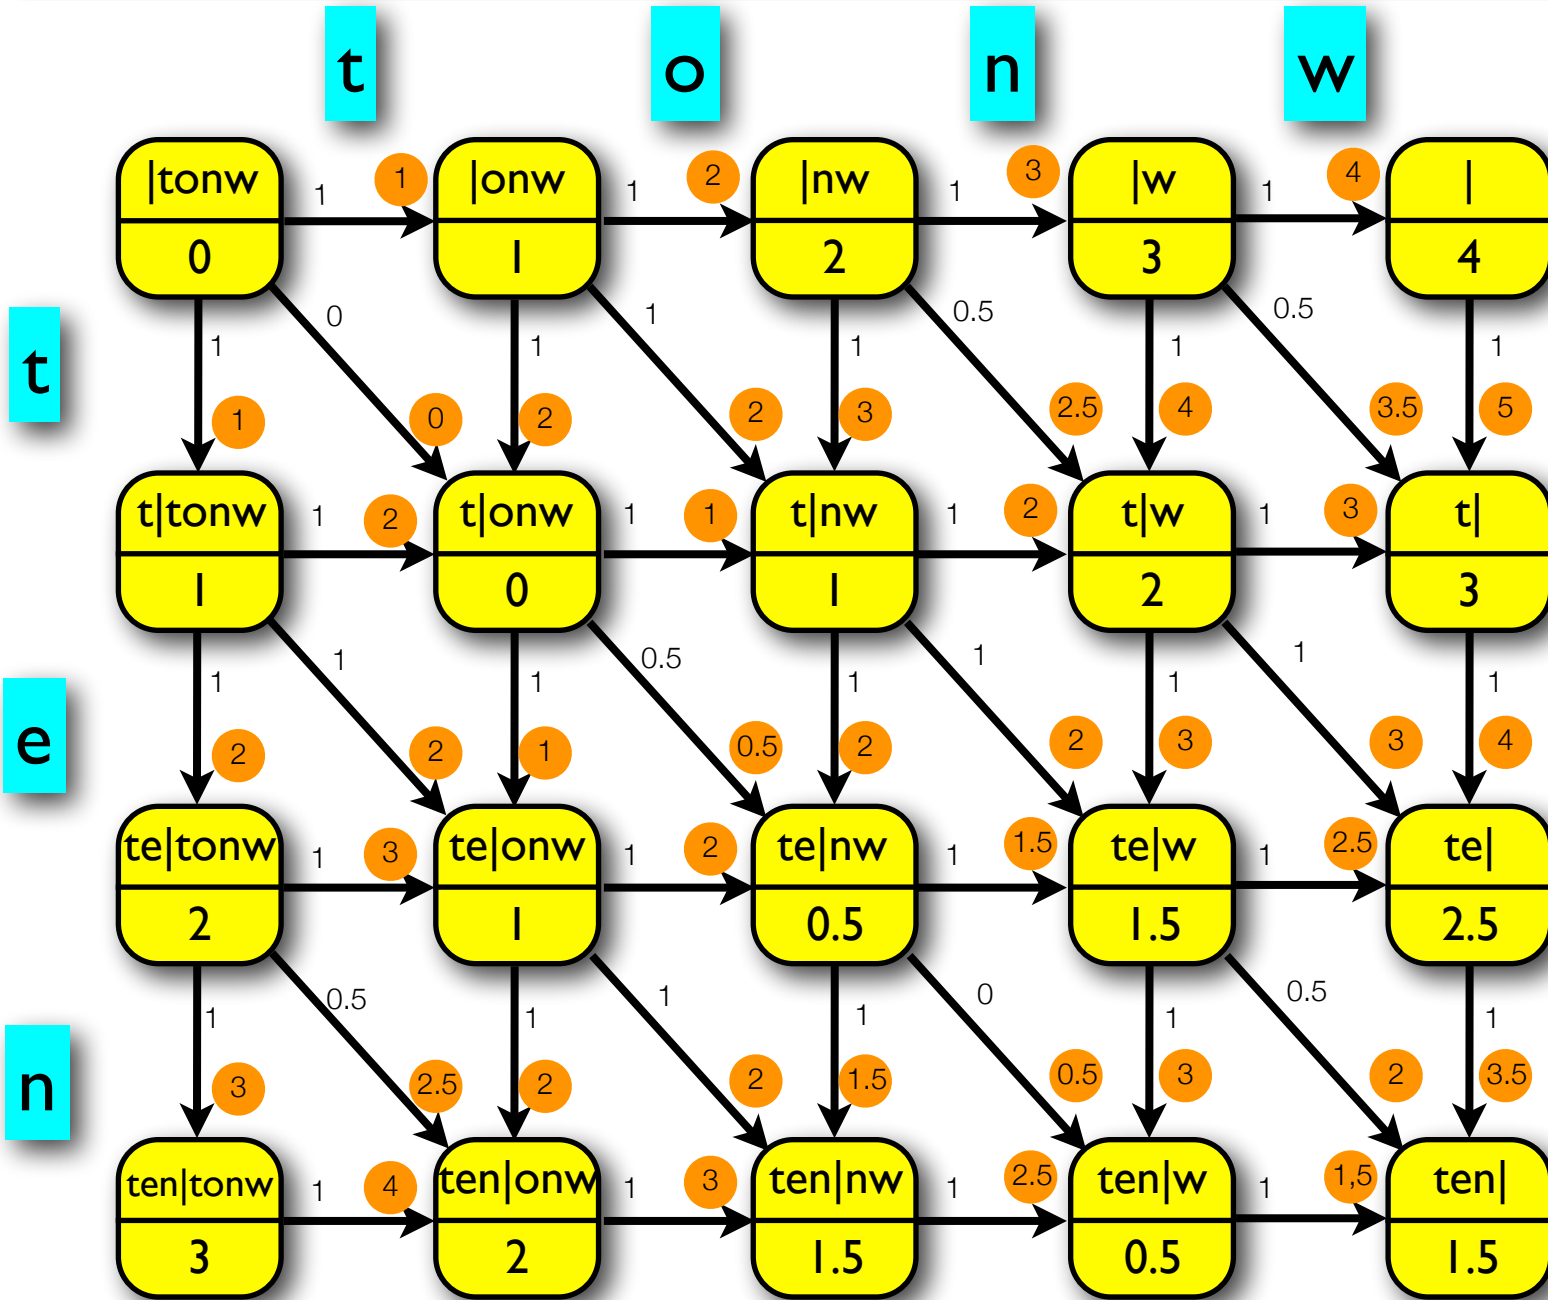 t o n w
|tonw 1 1 |onw 1 2 |nw 1 3 |w 1 4 |
0 1 2 3 4
0 1 0.5 0.5
t 1 1 1 1 1
1 0 2 2 3 2.5 4 3.5 5
t|tonw 1 2 t|onw 1 1 t|nw 1 2 t|w 1 3 t|
1 0 1 2 3
1 0.5 1 1
1 1 1 1 1
e 2 2 1 0.5 2 2 3 3 4
te|tonw 1 3 te|onw 1 2 te|nw 1 1.5 te|w 1 2.5 te|
2 1 0.5 1.5 2.5
0.5 1 0 0.5
1 1 1 1 1
n 3 2.5 2 2 1.5 0.5 3 2 3.5
ten|tonw 1 4 ten|onw 1 3 ten|nw 1 2.5 ten|w 1 1,5 ten|
3 2 1.5 0.5 1.5